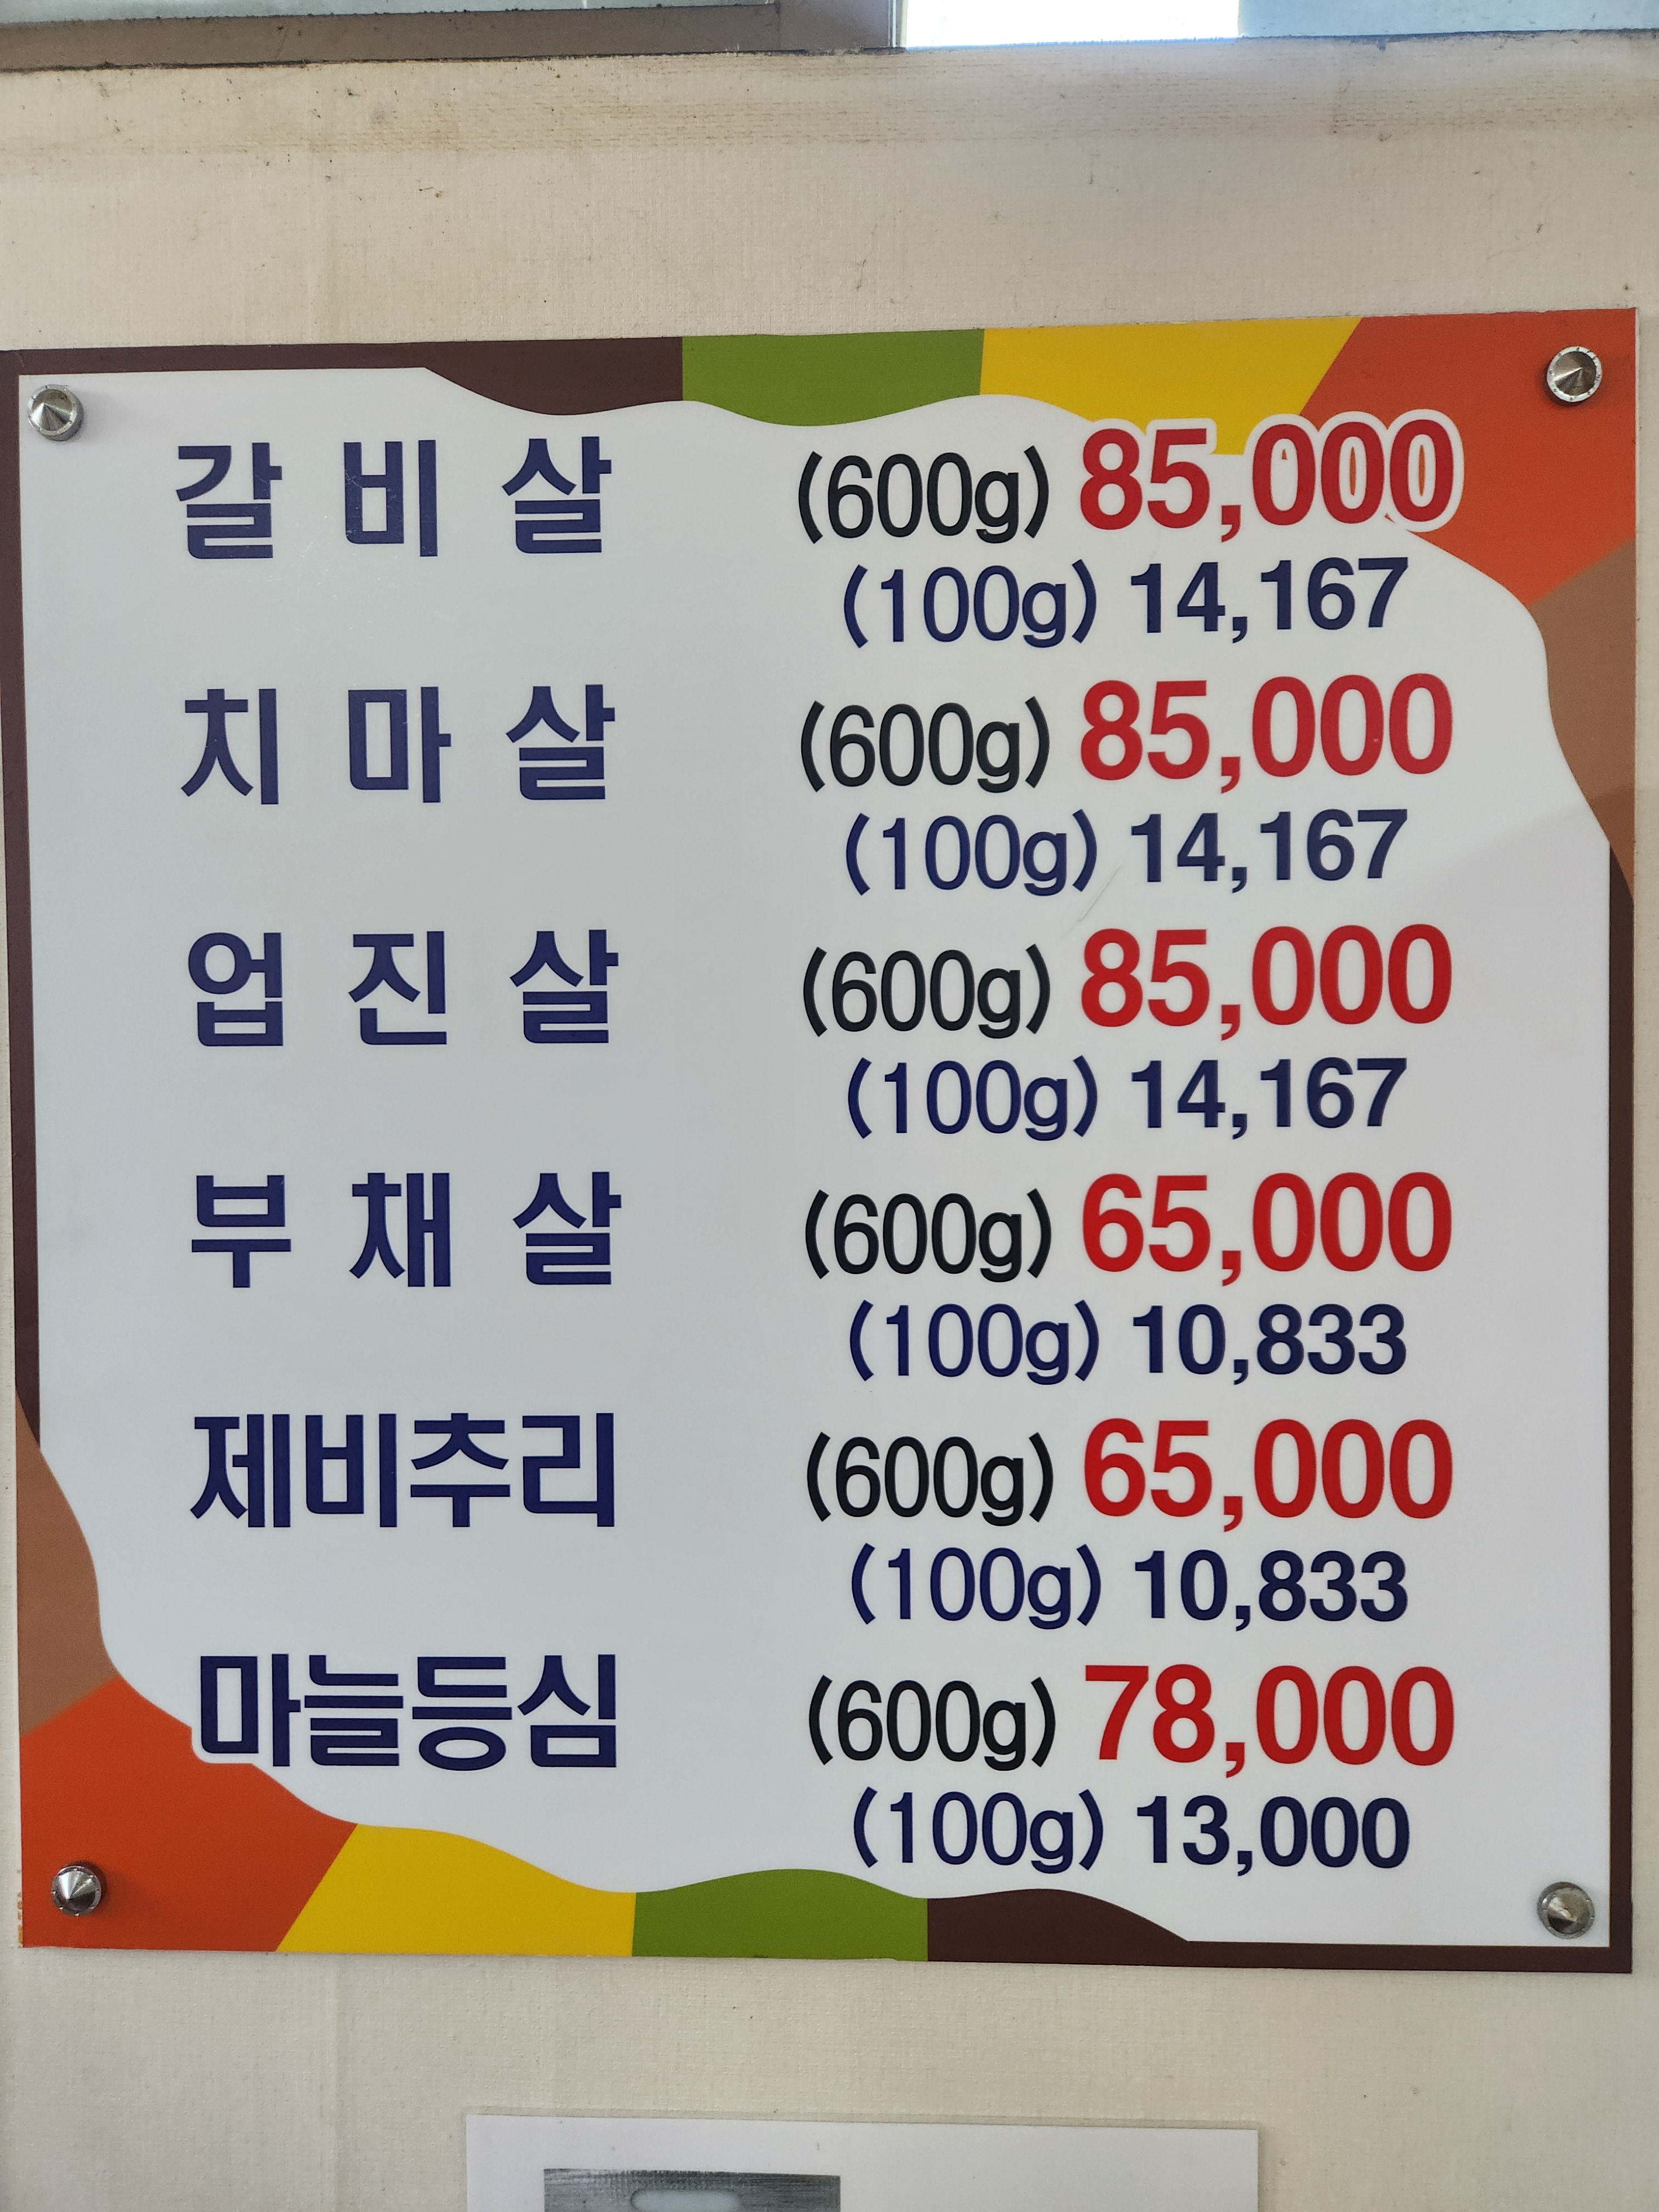 갈비살 (600g) 85,000
(100g) 14,167
치마살 (600g) 85,000
(100g) 14,167
업진살 (600g) 85,000
(100g) 14,167
부채살 (600g) 65,000
(100g) 10,833
제비추리 (600g) 65,000
(100g) 10,833
마늘등심 (600g) 78,000
(100g) 13,000